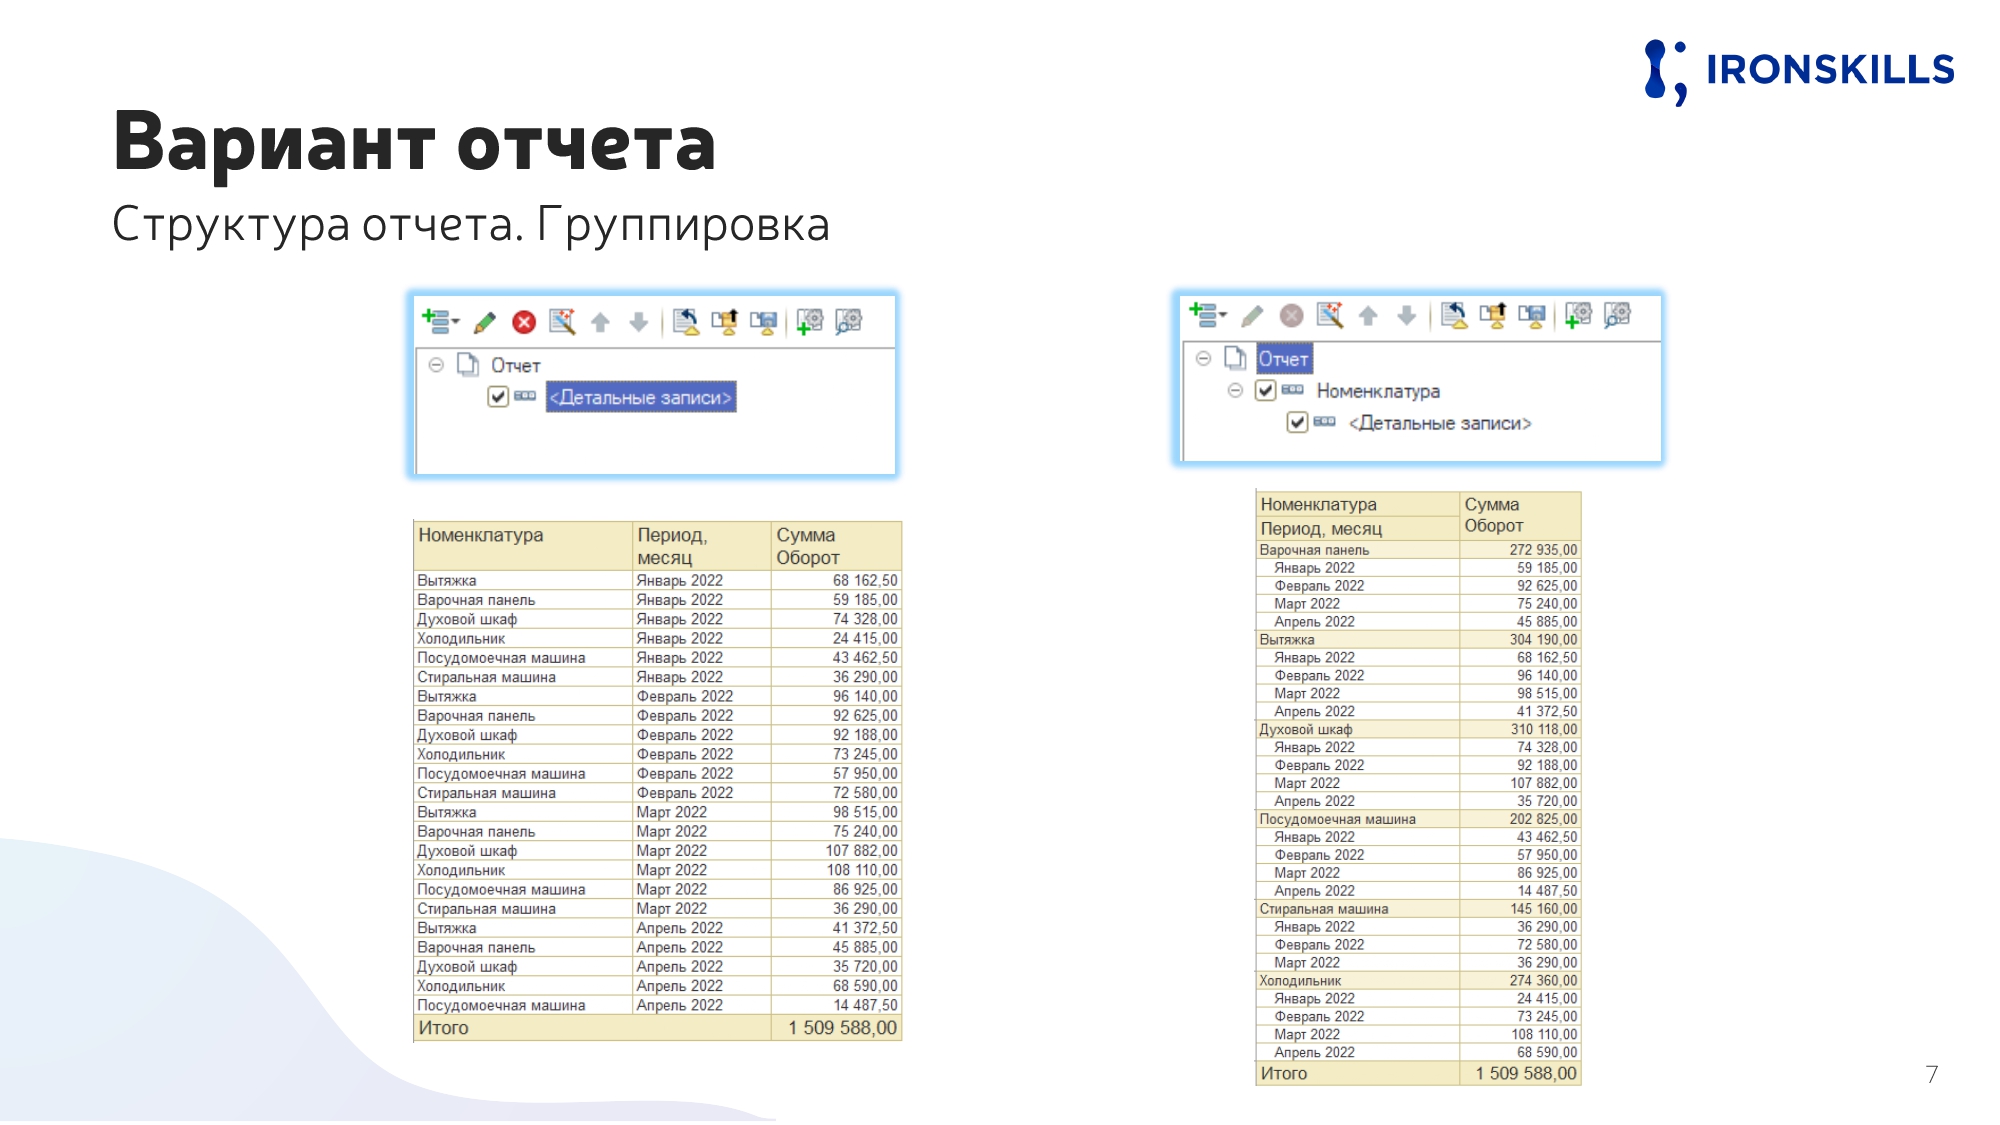 IRONSKILLS
Вариант отчета
Структура отчета. Группировка
Отчет
<Детальные записи>
Номенклатура Период, месяц Сумма Оборот
Вытяжка Январь 2022 68 162,50
Варочная панель Январь 2022 59 185,00
Духовой шкаф Январь 2022 74 328,00
Холодильник Январь 2022 24 415,00
Посудомоечная машина Январь 2022 43 462,50
Стиральная машина Январь 2022 36 290,00
Вытяжка Февраль 2022 96 140,00
Варочная панель Февраль 2022 92 625,00
Духовой шкаф Февраль 2022 92 188,00
Холодильник Февраль 2022 73 245,00
Посудомоечная машина Февраль 2022 57 950,00
Стиральная машина Февраль 2022 72 580,00
Вытяжка Март 2022 98 515,00
Варочная панель Март 2022 75 240,00
Духовой шкаф Март 2022 107 882,00
Холодильник Март 2022 108 110,00
Посудомоечная машина Март 2022 86 925,00
Стиральная машина Март 2022 36 290,00
Вытяжка Апрель 2022 41 372,50
Варочная панель Апрель 2022 45 885,00
Духовой шкаф Апрель 2022 35 720,00
Холодильник Апрель 2022 68 590,00
Посудомоечная машина Апрель 2022 14 487,50
Итого 1 509 588,00
Отчет
Номенклатура
<Детальные записи>
Номенклатура Сумма
Период, месяц Оборот
Варочная панель 272 935,00
Январь 2022 59 185,00
Февраль 2022 92 625,00
Март 2022 75 240,00
Апрель 2022 45 885,00
Вытяжка 304 190,00
Январь 2022 68 162,50
Февраль 2022 96 140,00
Март 2022 98 515,00
Апрель 2022 41 372,50
Духовой шкаф 310 118,00
Январь 2022 74 328,00
Февраль 2022 92 188,00
Март 2022 107 882,00
Апрель 2022 35 720,00
Посудомоечная машина 202 825,00
Январь 2022 43 462,50
Февраль 2022 57 950,00
Март 2022 86 925,00
Апрель 2022 14 487,50
Стиральная машина 145 160,00
Январь 2022 36 290,00
Февраль 2022 72 580,00
Март 2022 36 290,00
Холодильник 274 360,00
Январь 2022 24 415,00
Февраль 2022 73 245,00
Март 2022 108 110,00
Апрель 2022 68 590,00
Итого 1 509 588,00
7